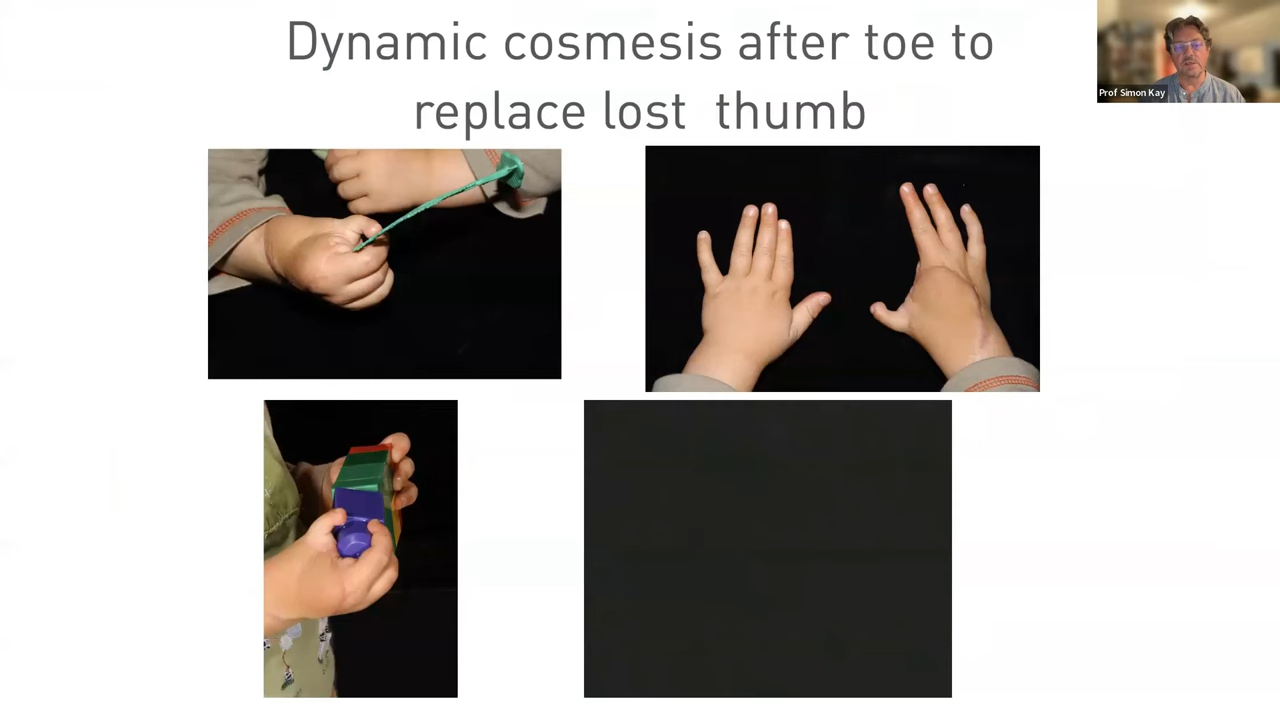 Dynamic cosmesis after toe to
replace lost thumb
Prof Simon Kay